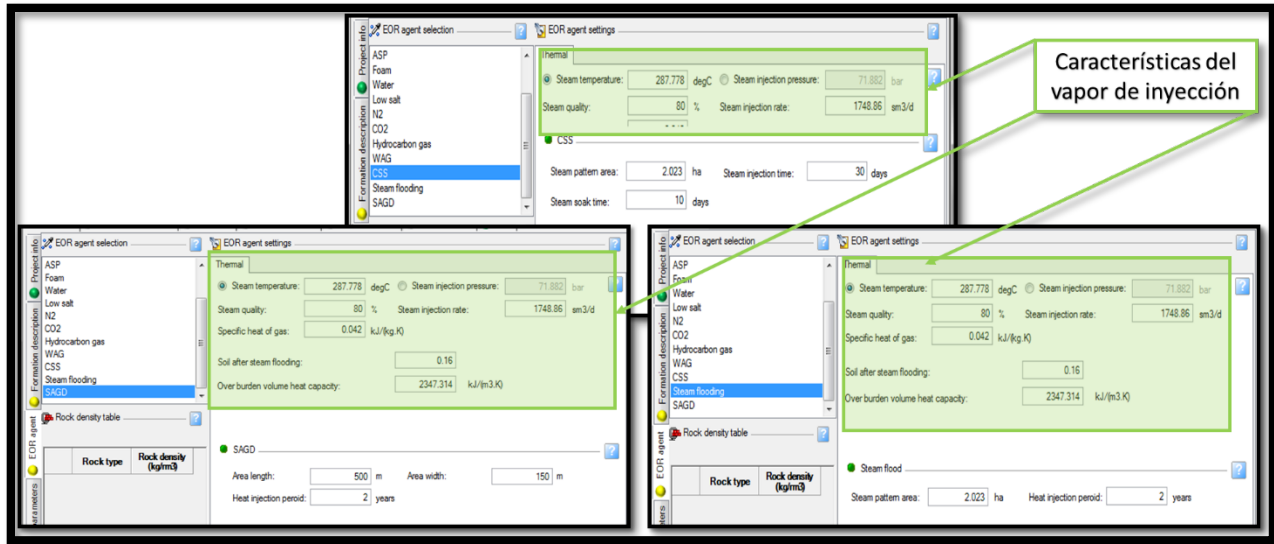 EOR agent selection
EOR agent settings
Project info
Formation description
ASP
Foam
Water
Low salt
N2
CO2
Hydrocarbon gas
WAG
CSS
Steam flooding
SAGD
Thermal
Steam temperature: 287.778 degC Steam injection pressure: 71.882 bar
Steam quality: 80 % Steam injection rate: 1748.86 sm3/d
CSS
Steam pattern area: 2.023 ha Steam injection time: 30 days
Steam soak time: 10 days
Características del
vapor de inyección
EOR agent selection
EOR agent settings
Project info
Formation description
EOR agent
ASP
Foam
Water
Low salt
N2
CO2
Hydrocarbon gas
WAG
CSS
Steam flooding
SAGD
Rock density table
Rock type
Rock density
(kg/m3)
Thermal
Steam temperature: 287.778 degC Steam injection pressure: 71.882 bar
Steam quality: 80 % Steam injection rate: 1748.86 sm3/d
Specific heat of gas: 0.042 kJ/(kg.K)
Soil after steam flooding: 0.16
Over burden volume heat capacity: 2347.314 kJ/(m3.K)
SAGD
Area length: 500 m Area width: 150 m
Heat injection peroid: 2 years
EOR agent selection
EOR agent settings
Project info
Formation description
EOR agent
ASP
Foam
Water
Low salt
N2
CO2
Hydrocarbon gas
WAG
CSS
Steam flooding
SAGD
Rock density table
Rock type
Rock density
(kg/m3)
Thermal
Steam temperature: 287.778 degC Steam injection pressure: 71.882 bar
Steam quality: 80 % Steam injection rate: 1748.86 sm3/d
Specific heat of gas: 0.042 kJ/(kg.K)
Soil after steam flooding: 0.16
Over burden volume heat capacity: 2347.314 kJ/(m3.K)
Steam flood
Steam pattern area: 2.023 ha Heat injection peroid: 2 years